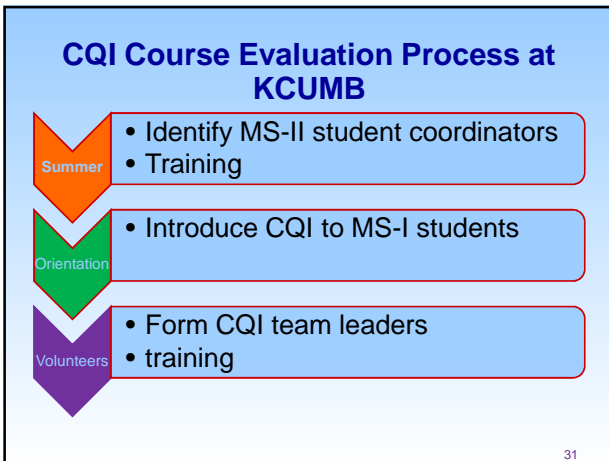 CQI Course Evaluation Process at
KCUMB
Summer
• Identify MS-II student coordinators
• Training
Orientation
• Introduce CQI to MS-I students
Volunteers
• Form CQI team leaders
• training
31